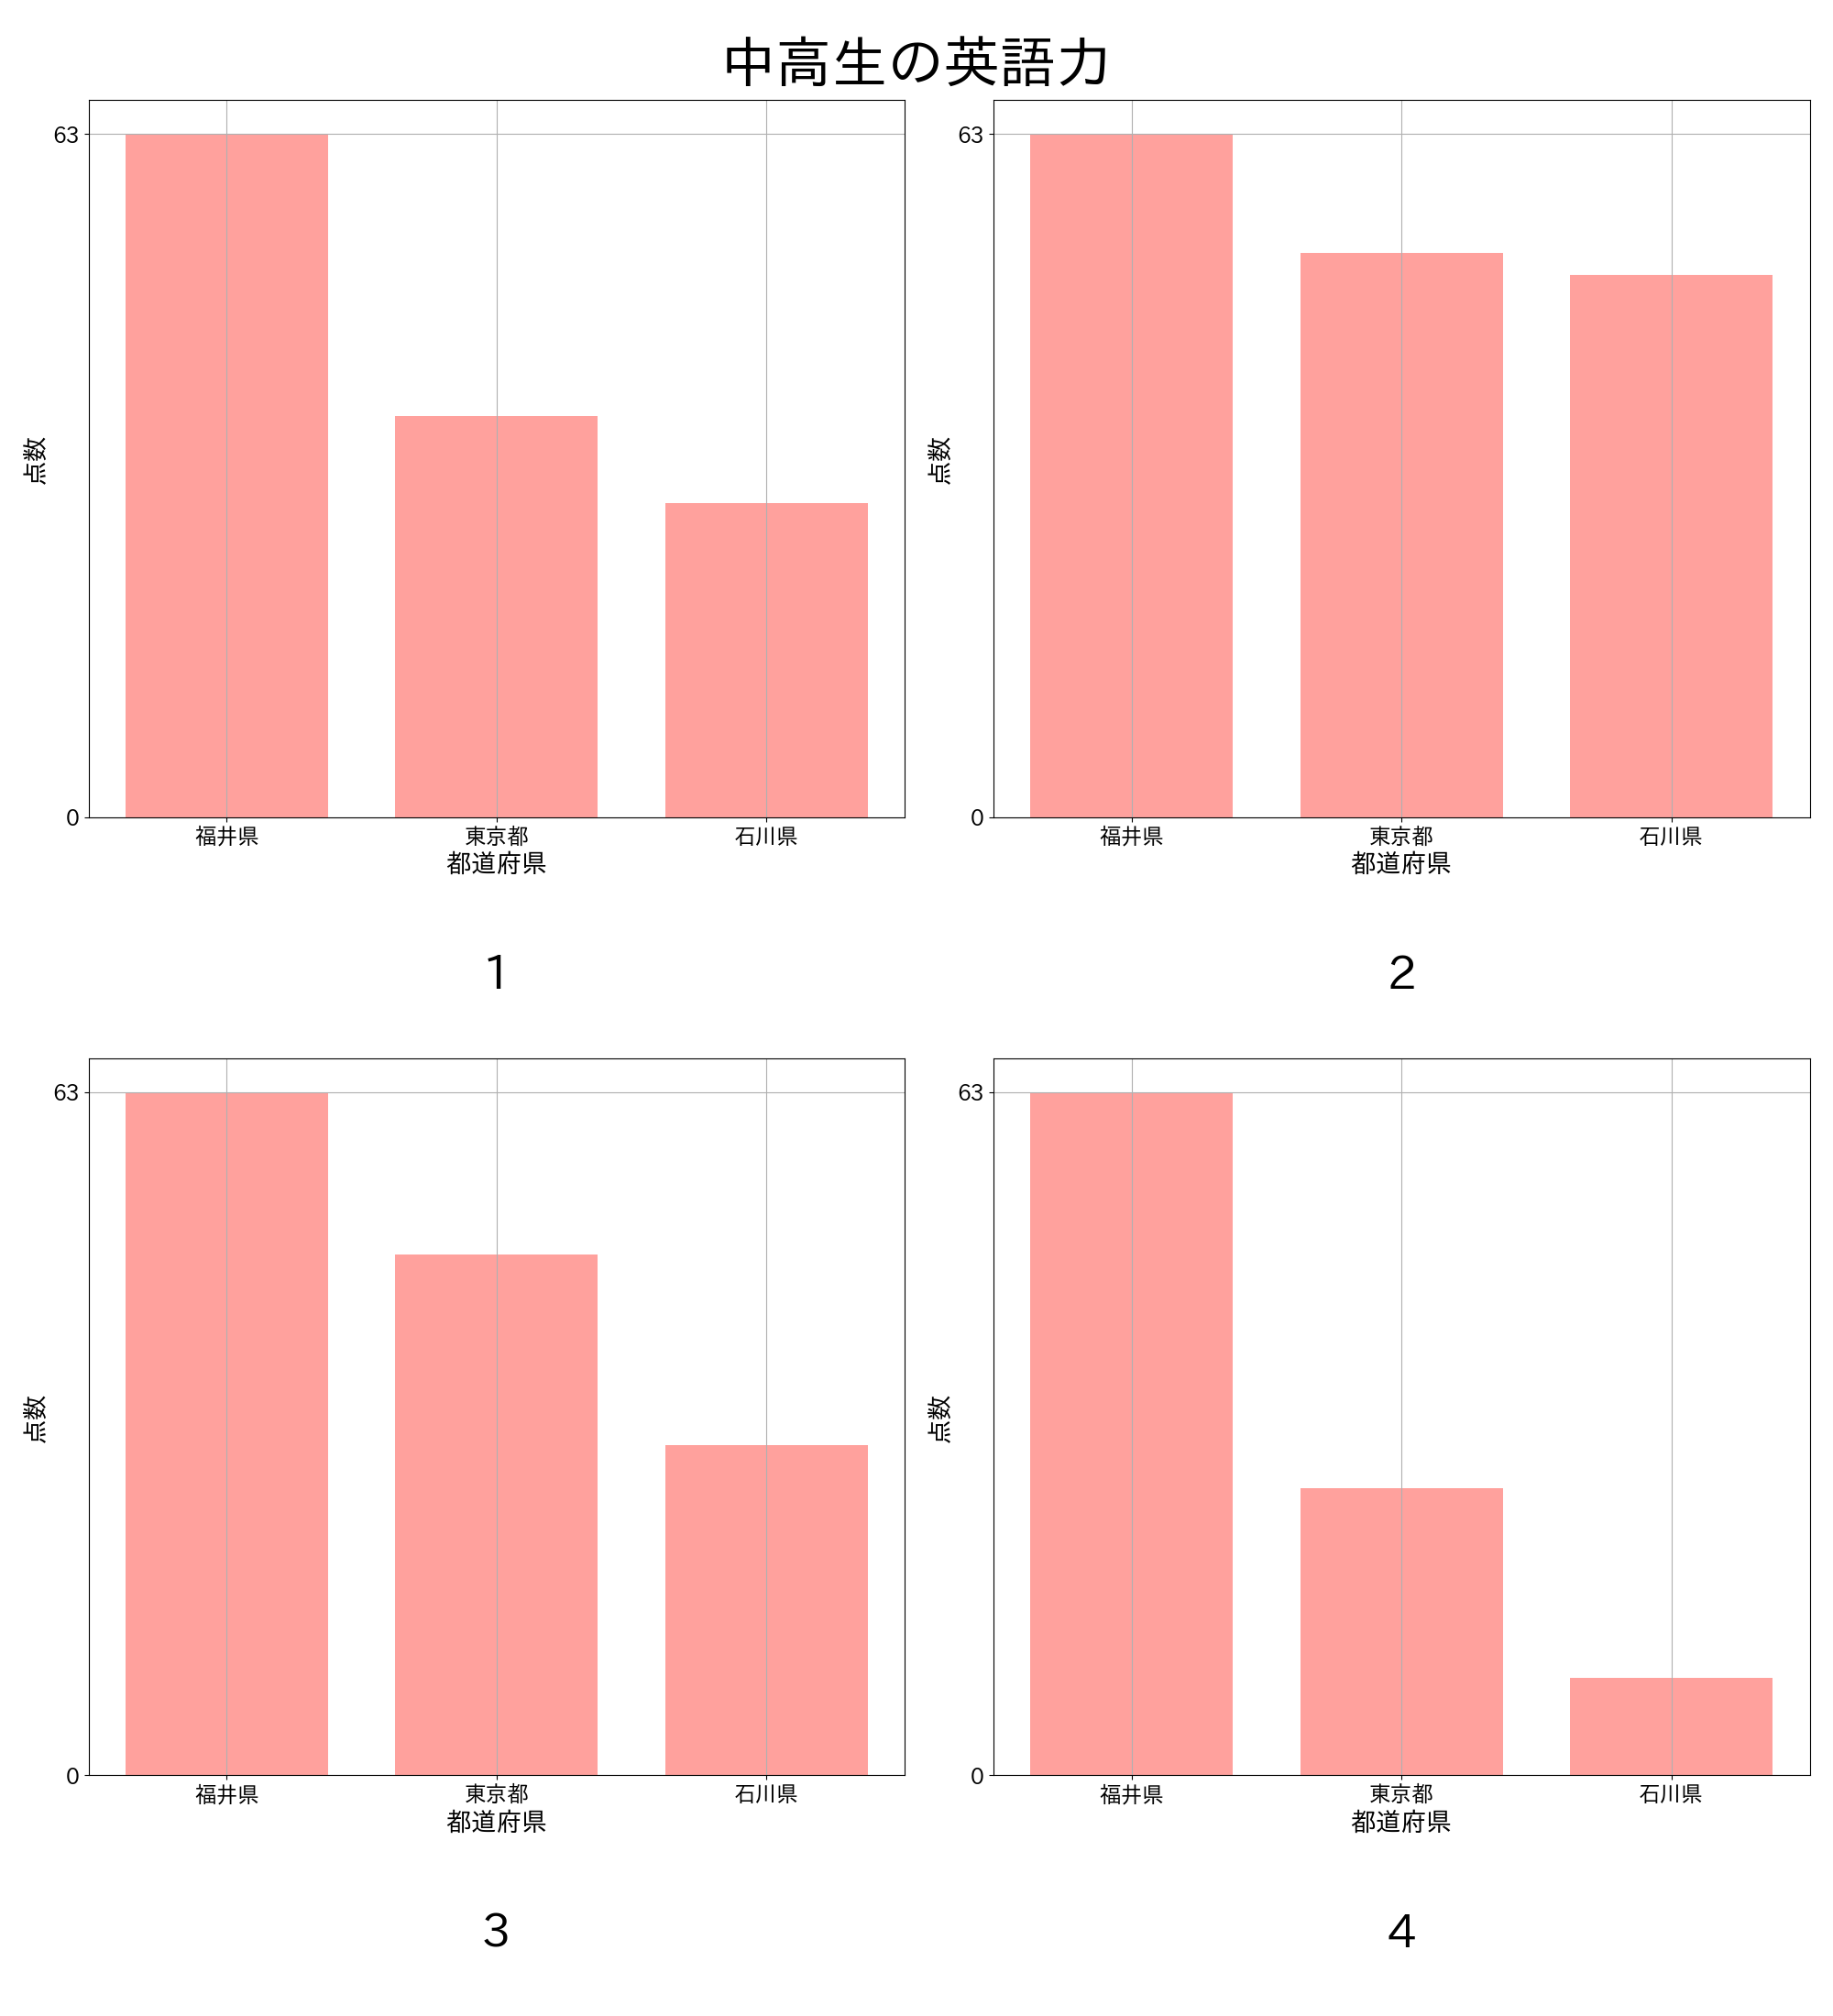 中高生の英語力
63
0
点数
福井県 東京都 石川県
都道府県
1
63
0
点数
福井県 東京都 石川県
都道府県
2
63
0
点数
福井県 東京都 石川県
都道府県
3
63
0
点数
福井県 東京都 石川県
都道府県
4